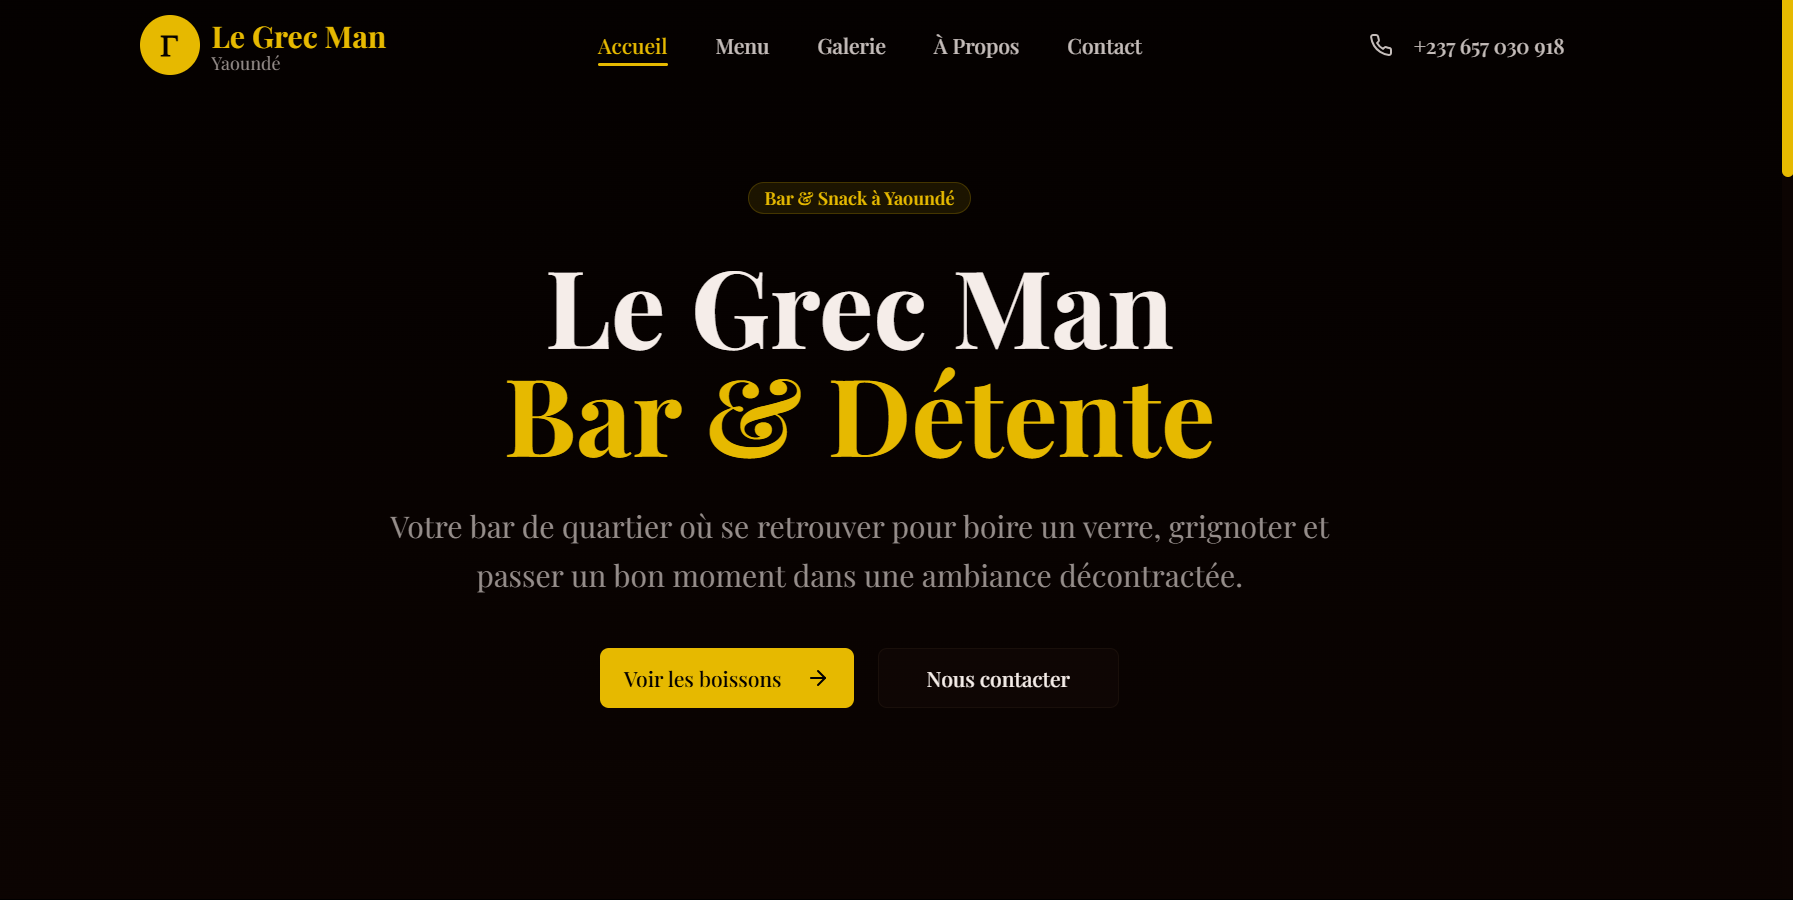 Γ
Le Grec Man
Yaoundé
Accueil
Menu
Galerie
À Propos
Contact
+237 657 030 918
Bar & Snack à Yaoundé
Le Grec Man
Bar & Détente
Votre bar de quartier où se retrouver pour boire un verre, grignoter et
passer un bon moment dans une ambiance décontractée.
Voir les boissons
Nous contacter